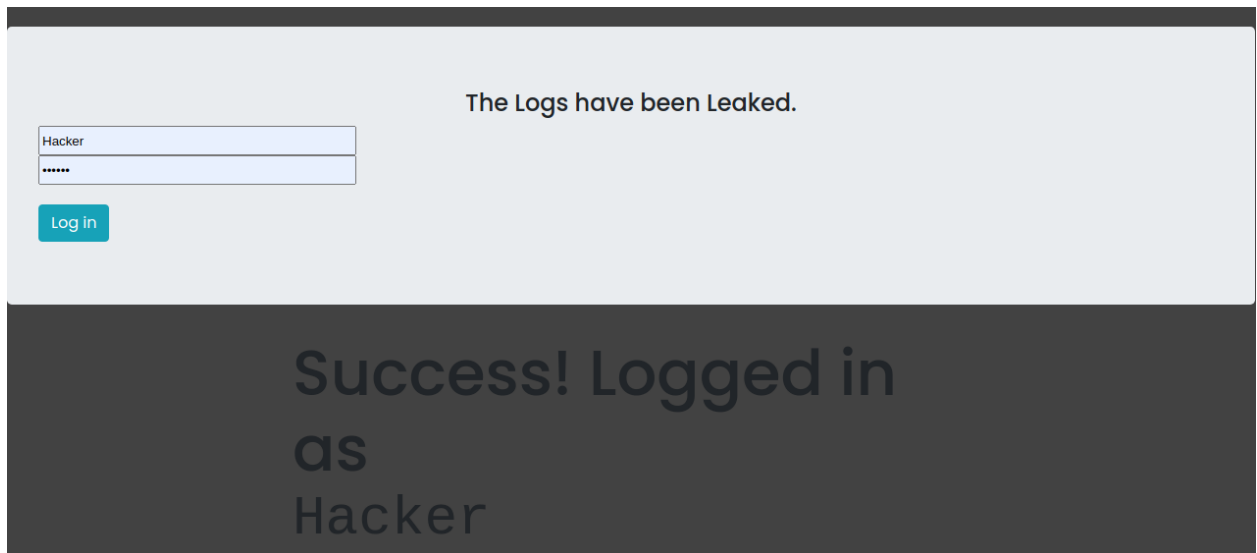 The Logs have been Leaked.
Hacker
••••••
Log in
Success! Logged in
as
Hacker